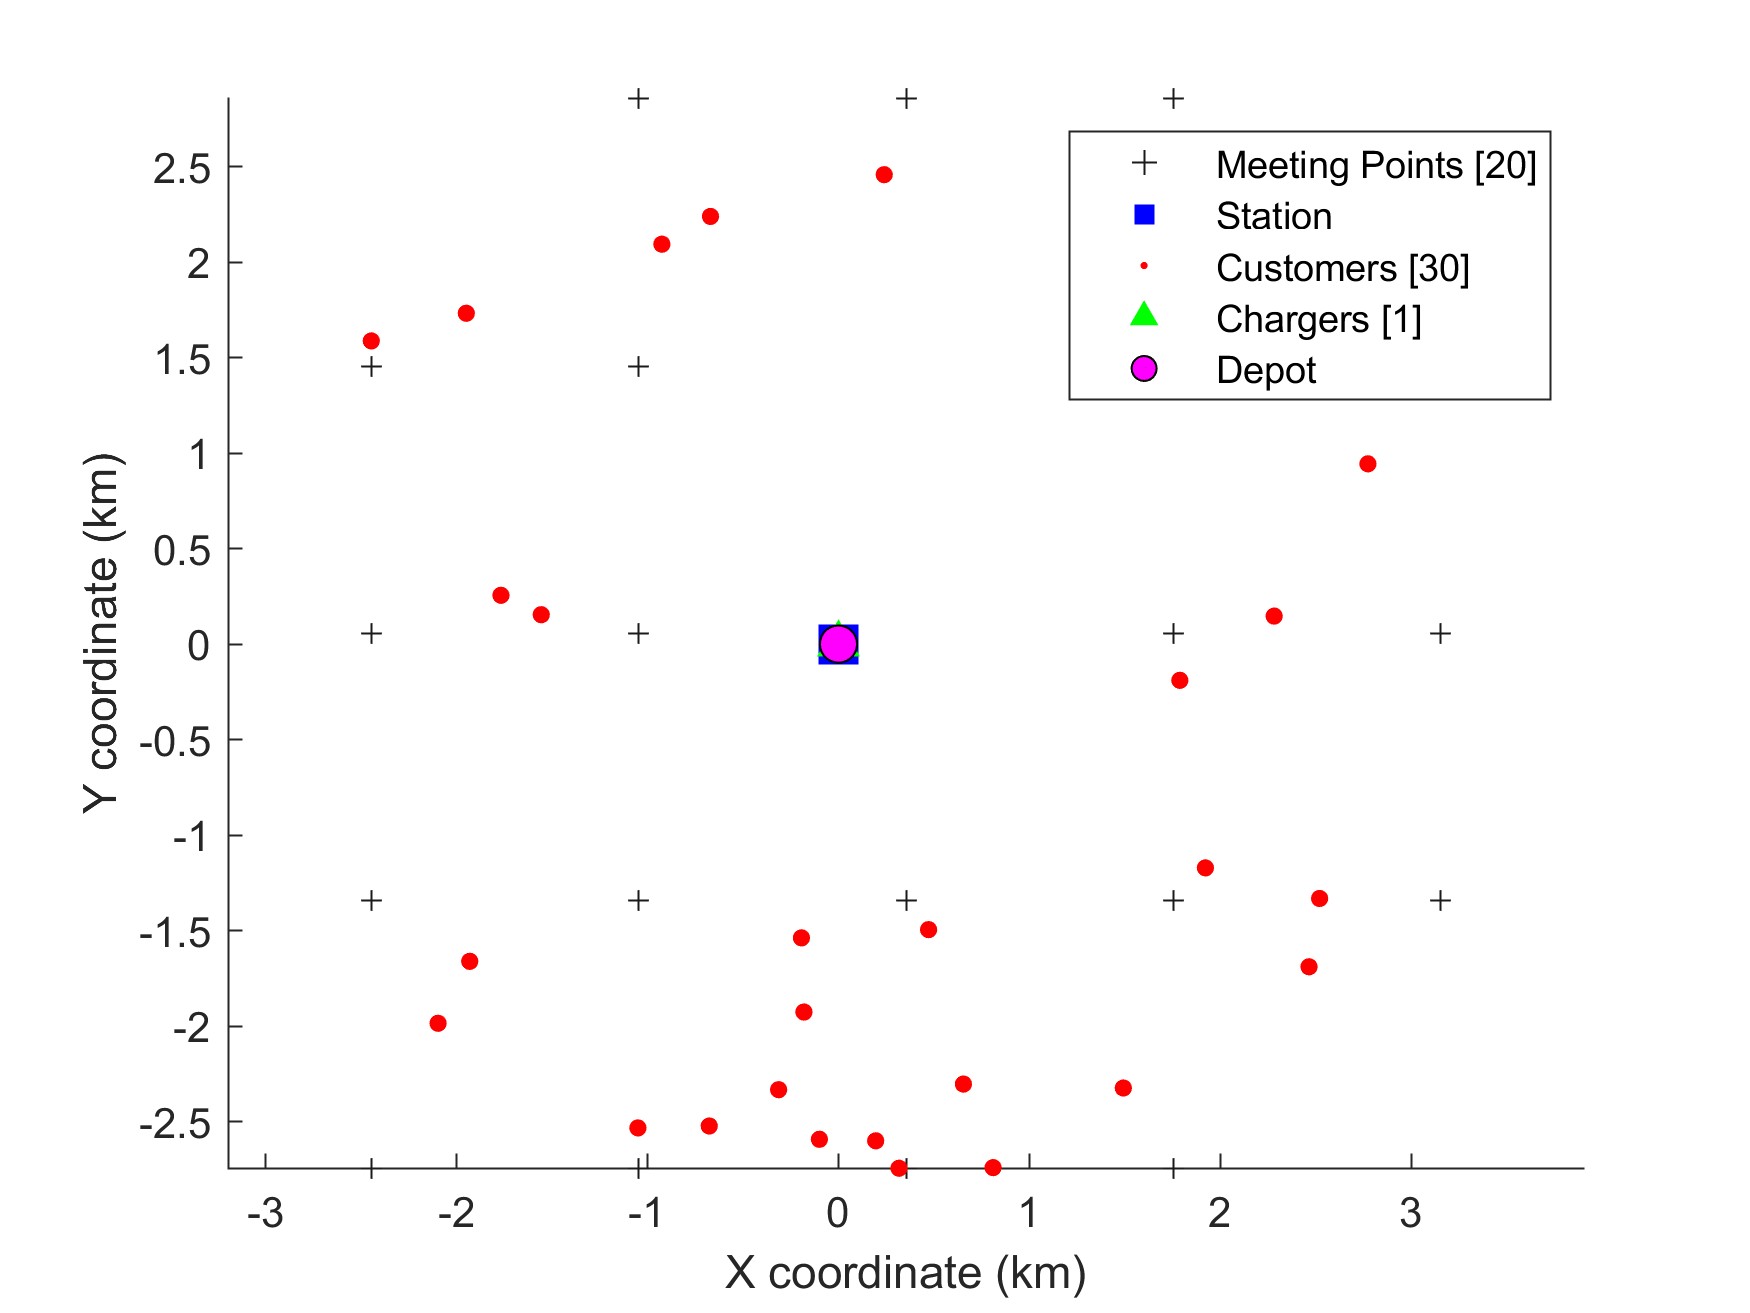 2.5
2
1.5
1
0.5
0
-0.5
-1
-1.5
-2
-2.5
Y coordinate (km)
Meeting Points [20]
Station
Customers [30]
Chargers [1]
Depot
-3 -2 -1 0 1 2 3
X coordinate (km)